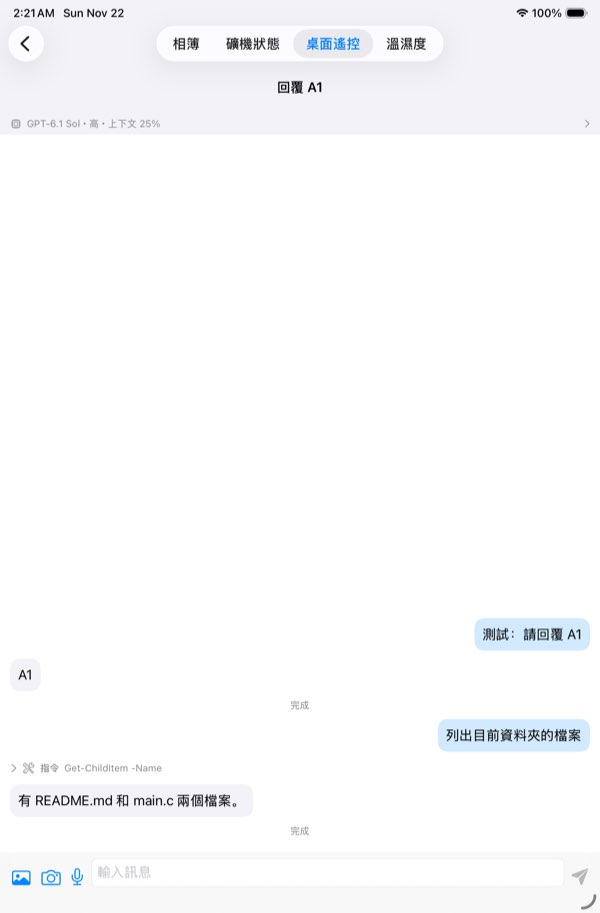 2:21 AM Sun Nov 22
100%
相簿 礦機狀態 桌面遙控 溫濕度
回覆 A1
GPT-6.1 Sol・高・上下文 25%
測試：請回覆 A1
A1
完成
列出目前資料夾的檔案
指令 Get-ChildItem -Name
有 README.md 和 main.c 兩個檔案。
完成
輸入訊息